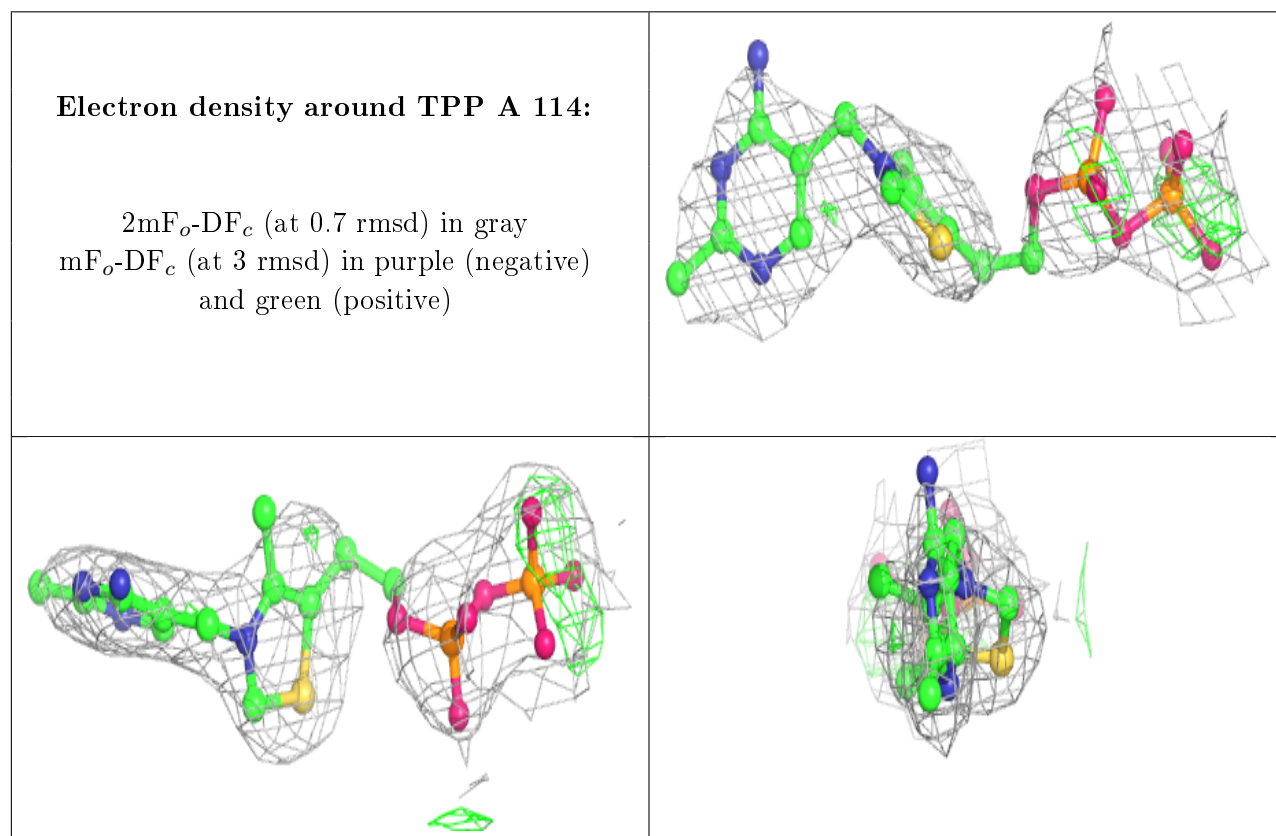 Electron density around TPP A 114:
2mFₒ-DF𝒸 (at 0.7 rmsd) in gray
mFₒ-DF𝒸 (at 3 rmsd) in purple (negative)
and green (positive)